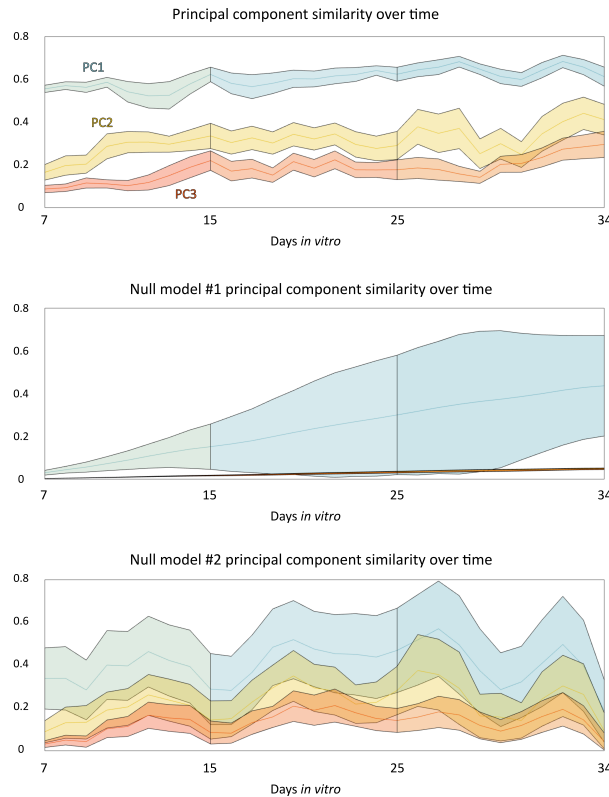 Principal component similarity over time
0.8
PC1
0.6
PC2
0.4
0.2
PC3
0
7 15 25 34
Days in vitro
Null model #1 principal component similarity over time
0.8
0.6
0.4
0.2
0
7 15 25 34
Days in vitro
Null model #2 principal component similarity over time
0.8
0.6
0.4
0.2
0
7 15 25 34
Days in vitro